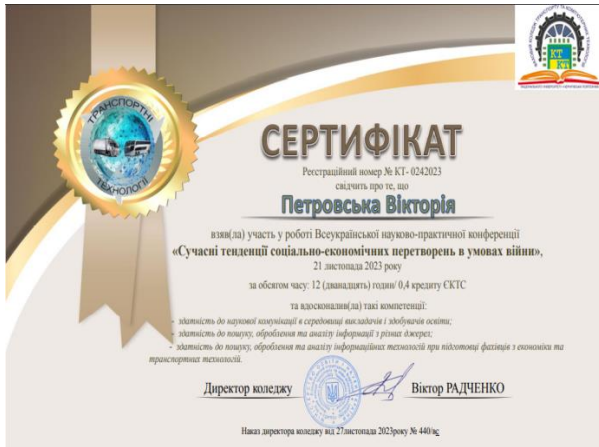 КТ
КТ
ТРАНСПОРТНІ
ТЕХНОЛОГІЇ
СЕРТИФІКАТ
Реєстраційний номер № КТ- 0242023
свідчить про те, що
Петровська Вікторія
взяв(ла) участь у роботі Всеукраїнської науково-практичної конференції
«Сучасні тенденції соціально-економічних перетворень в умовах війни»,
21 листопада 2023 року
за обсягом часу: 12 (дванадцять) годин/ 0,4 кредиту ЄКТС
та вдосконалив(ла) такі компетенції:
- здатність до наукової комунікації в середовищі викладачів і здобувачів освіти;
- здатність до пошуку, оброблення та аналізу інформації з різних джерел;
- здатність до пошуку, оброблення та аналізу інформаційних технологій при підготовці фахівців з економіки та
транспортних технологій.
Директор коледжу Віктор РАДЧЕНКО
Наказ директора коледжу від 27листопада 2023року № 440/ас